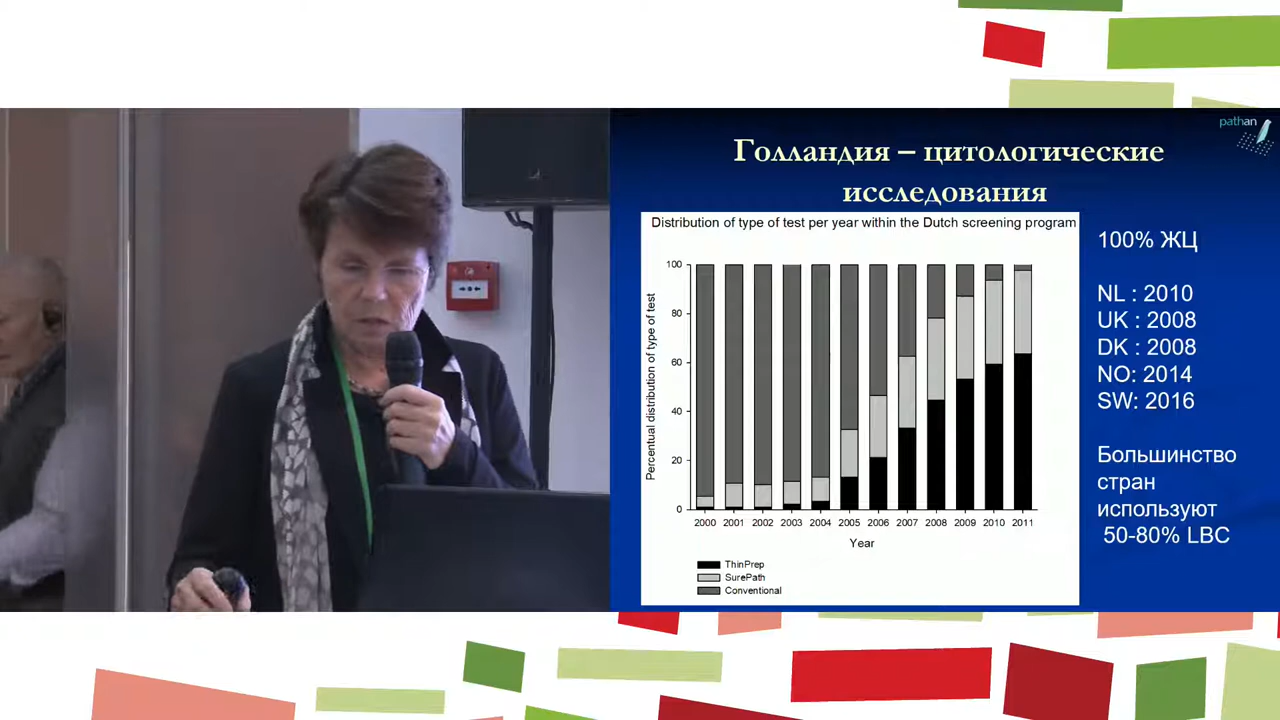 pathan
Голландия – цитологические
исследования
Distribution of type of test per year within the Dutch screening program
Percentual distribution of type of test
100
80
60
40
20
0
2000 2001 2002 2003 2004 2005 2006 2007 2008 2009 2010 2011
Year
ThinPrep
SurePath
Conventional
100% ЖЦ
NL : 2010
UK : 2008
DK : 2008
NO: 2014
SW: 2016
Большинство
стран
используют
50-80% LBC